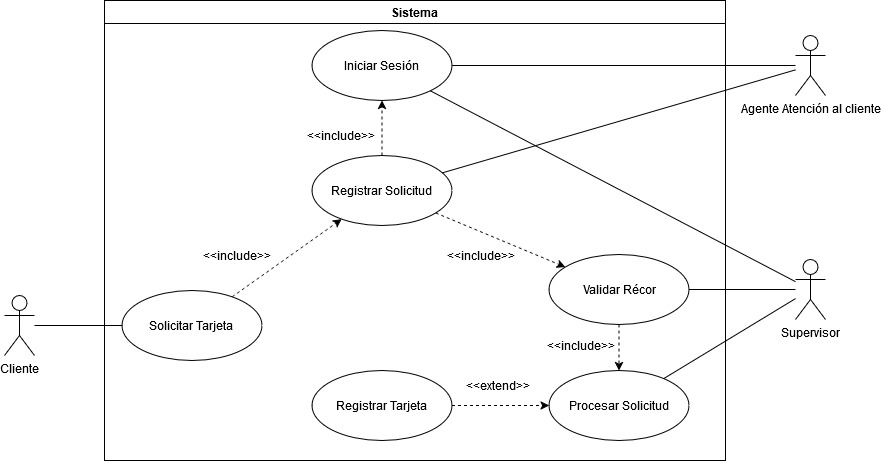 Sistema
Iniciar Sesión
Agente Atención al cliente
<<include>>
Registrar Solicitud
<<include>>
<<include>>
Validar Récor
Solicitar Tarjeta
Supervisor
<<include>>
Cliente
<<extend>>
Registrar Tarjeta
Procesar Solicitud